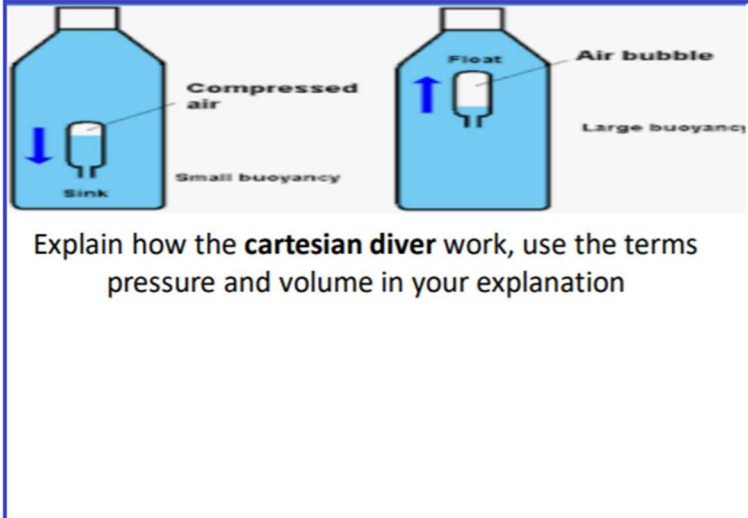 Compressed
air
Small buoyancy
Sink
Float
Air bubble
Large buoyancy
Explain how the cartesian diver work, use the terms
pressure and volume in your explanation